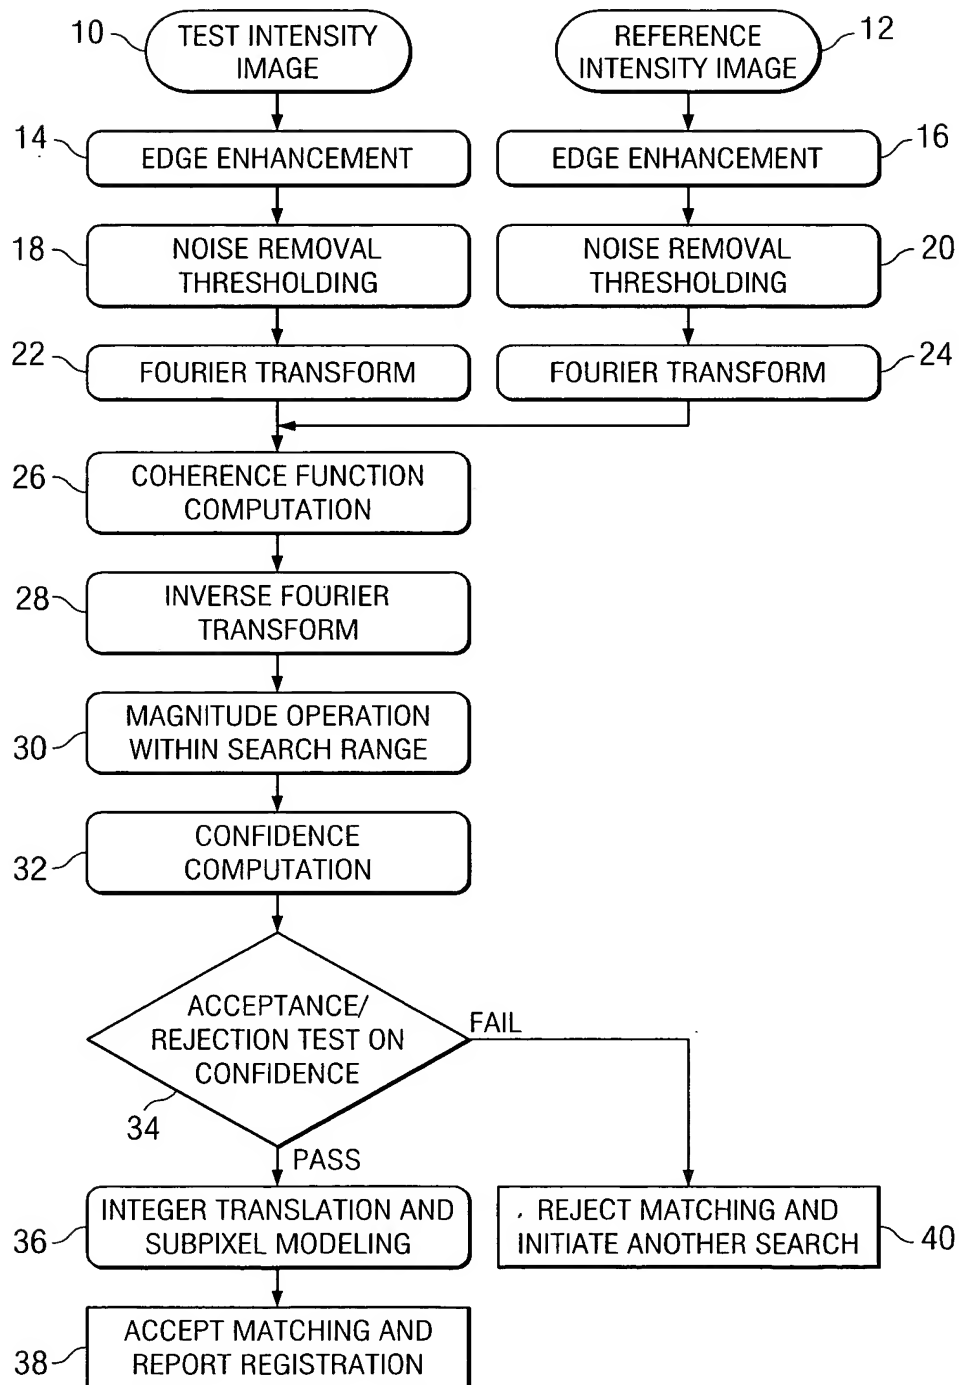 10
TEST INTENSITY
IMAGE
REFERENCE
INTENSITY IMAGE
12
14
EDGE ENHANCEMENT
EDGE ENHANCEMENT
16
18
NOISE REMOVAL
THRESHOLDING
NOISE REMOVAL
THRESHOLDING
20
22
FOURIER TRANSFORM
FOURIER TRANSFORM
24
26
COHERENCE FUNCTION
COMPUTATION
28
INVERSE FOURIER
TRANSFORM
30
MAGNITUDE OPERATION
WITHIN SEARCH RANGE
32
CONFIDENCE
COMPUTATION
ACCEPTANCE/
REJECTION TEST ON
CONFIDENCE
FAIL
34
PASS
36
INTEGER TRANSLATION AND
SUBPIXEL MODELING
REJECT MATCHING AND
INITIATE ANOTHER SEARCH
40
38
ACCEPT MATCHING AND
REPORT REGISTRATION